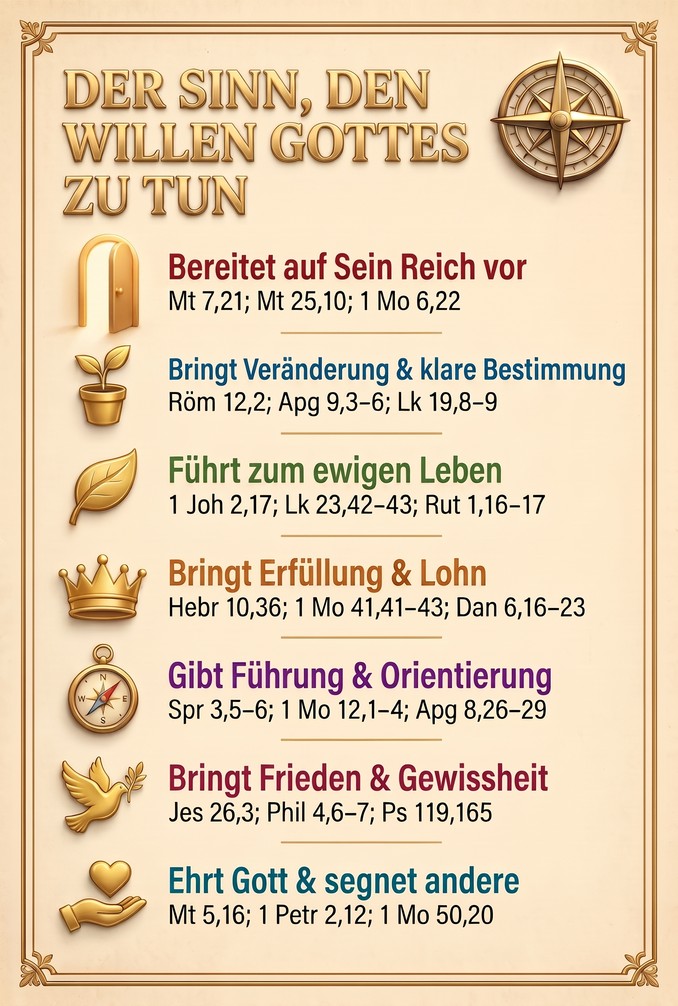 DER SINN, DEN
WILLEN GOTTES
ZU TUN
Bereitet auf Sein Reich vor
Mt 7,21; Mt 25,10; 1 Mo 6,22
Bringt Veränderung & klare Bestimmung
Röm 12,2; Apg 9,3–6; Lk 19,8–9
Führt zum ewigen Leben
1 Joh 2,17; Lk 23,42–43; Rut 1,16–17
Bringt Erfüllung & Lohn
Hebr 10,36; 1 Mo 41,41–43; Dan 6,16–23
N
W E
S
Gibt Führung & Orientierung
Spr 3,5–6; 1 Mo 12,1–4; Apg 8,26–29
Bringt Frieden & Gewissheit
Jes 26,3; Phil 4,6–7; Ps 119,165
Ehrt Gott & segnet andere
Mt 5,16; 1 Petr 2,12; 1 Mo 50,20